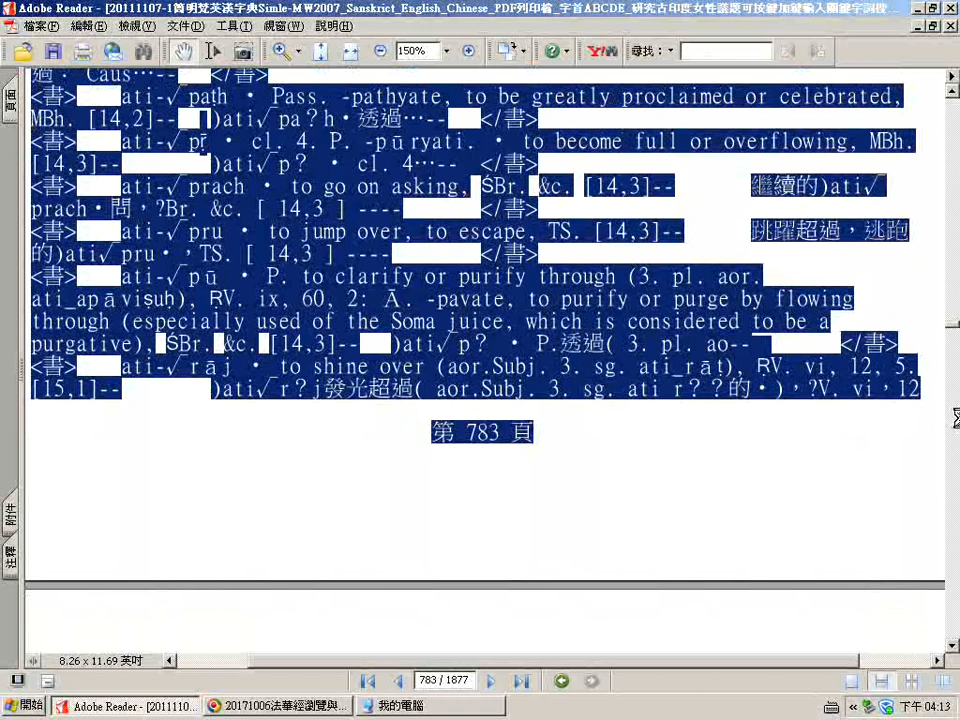 Adobe Reader - [20111107-1簡明梵英漢字典Simle-MW2007_Sanskrict_English_Chinese_PDF列印檔_字首ABCDE_研究古印度女性議題可按鍵加鍵輸入關鍵字詞搜...
檔案(F) 編輯(E) 檢視(V) 文件(D) 工具(T) 視窗(W) 說明(H)
150% 尋找：
頁面
過： Caus…-- </書>
<書> ati-√path ‧ Pass. -pathyate, to be greatly proclaimed or celebrated,
MBh. [14,2]-- )ati√pa?h‧透過…-- </書>
<書> ati-√pṝ ‧ cl. 4. P. -pūryati. ‧ to become full or overflowing, MBh.
[14,3]-- )ati√p? ‧ cl. 4…-- </書>
<書> ati-√prach ‧ to go on asking, ŚBr. &c. [14,3]-- 繼續的)ati√
prach‧問，?Br. &c. [ 14,3 ] ---- </書>
<書> ati-√pru ‧ to jump over, to escape, TS. [14,3]-- 跳躍超過，逃跑
的)ati√pru‧，TS. [ 14,3 ] ---- </書>
<書> ati-√pū ‧ P. to clarify or purify through (3. pl. aor.
ati_apāviṣuḥ), ṚV. ix, 60, 2: Ā. -pavate, to purify or purge by flowing
through (especially used of the Soma juice, which is considered to be a
purgative), ŚBr. &c. [14,3]-- )ati√p? ‧ P.透過( 3. pl. ao-- </書>
<書> ati-√rāj ‧ to shine over (aor.Subj. 3. sg. ati_rāṭ), ṚV. vi, 12, 5.
[15,1]-- )ati√r?j發光超過( aor.Subj. 3. sg. ati r??的‧)，?V. vi，12
第 783 頁
附件
注釋
8.26 x 11.69 英吋
783 / 1877
開始 Adobe Reader - [2011110... 20171006法華經瀏覽與... 我的電腦 下午 04:13